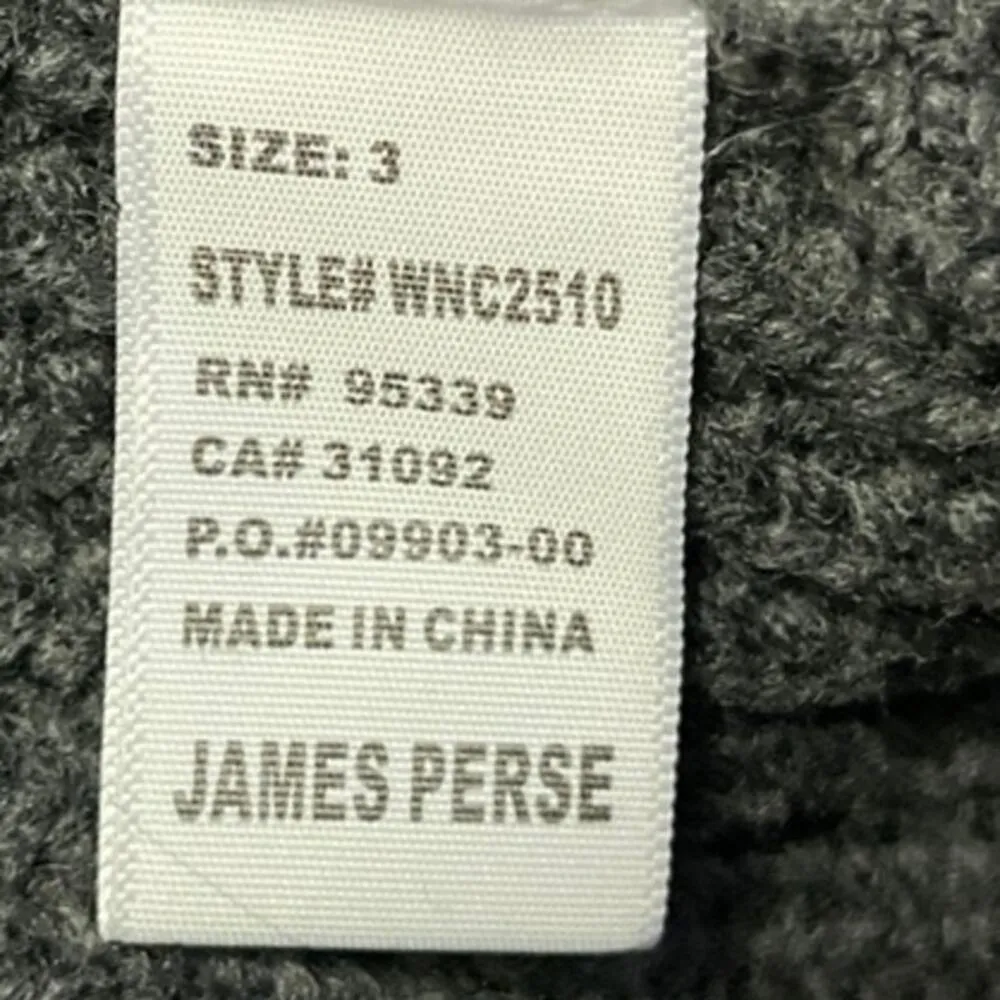 SIZE: 3
STYLE# WNC2510
RN# 95339
CA# 31092
P.O.#09903-00
MADE IN CHINA
JAMES PERSE